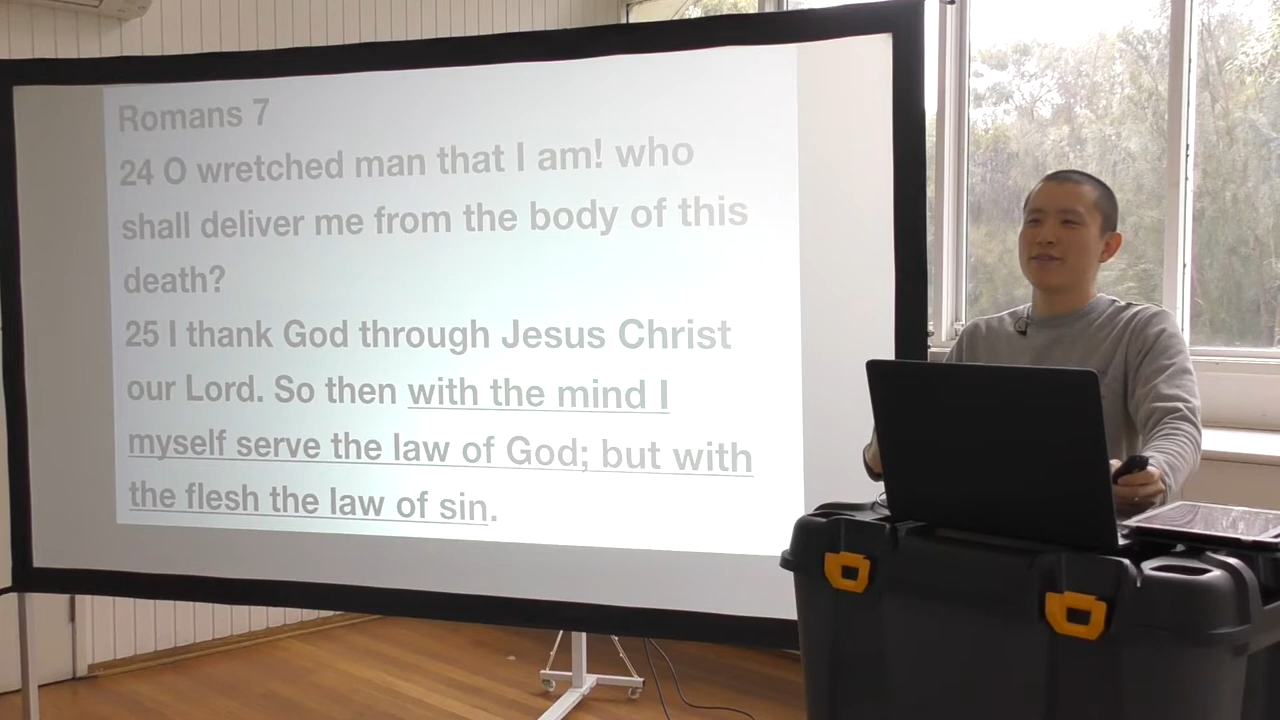 Romans 7
24 O wretched man that I am! who
shall deliver me from the body of this
death?
25 I thank God through Jesus Christ
our Lord. So then with the mind I
myself serve the law of God; but with
the flesh the law of sin.